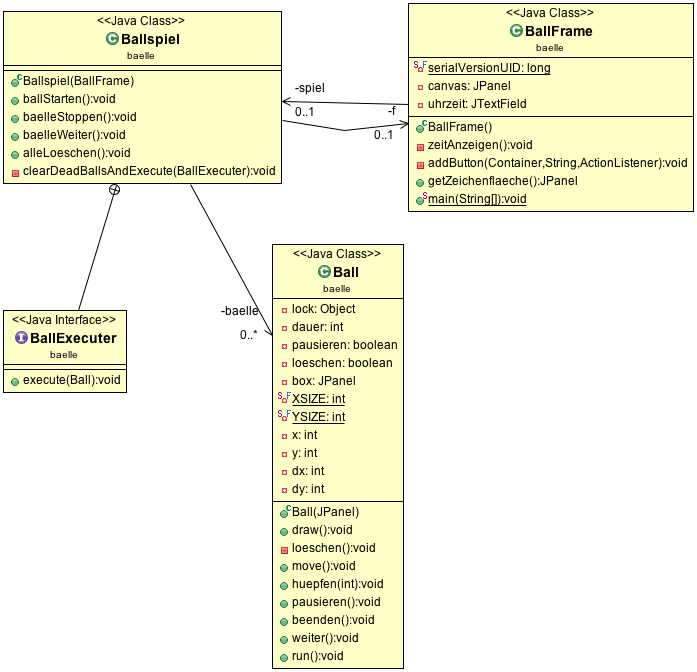 <<Java Class>>
C Ballspiel
baelle
C Ballspiel(BallFrame)
ballStarten():void
baelleStoppen():void
baelleWeiter():void
alleLoeschen():void
clearDeadBallsAndExecute(BallExecuter):void
<<Java Class>>
C BallFrame
baelle
S F serialVersionUID: long
canvas: JPanel
uhrzeit: JTextField
C BallFrame()
zeitAnzeigen():void
addButton(Container,String,ActionListener):void
getZeichenflaeche():JPanel
S main(String[]):void
-spiel
0..1
-f
0..1
-baelle
0..*
<<Java Interface>>
I BallExecuter
baelle
execute(Ball):void
<<Java Class>>
C Ball
baelle
lock: Object
dauer: int
pausieren: boolean
loeschen: boolean
box: JPanel
S F XSIZE: int
S F YSIZE: int
x: int
y: int
dx: int
dy: int
C Ball(JPanel)
draw():void
loeschen():void
move():void
huepfen(int):void
pausieren():void
beenden():void
weiter():void
run():void